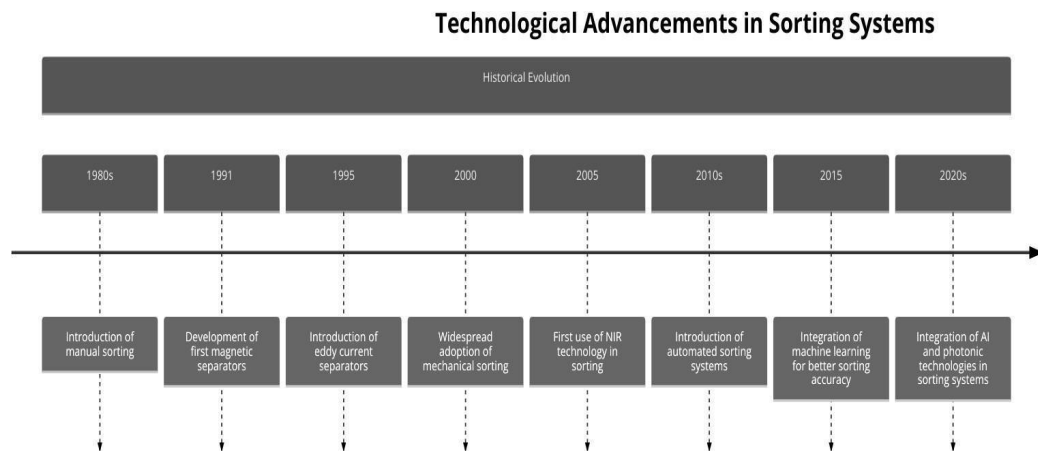 Technological Advancements in Sorting Systems
Historical Evolution
1980s
1991
1995
2000
2005
2010s
2015
2020s
Introduction of
manual sorting
Development of
first magnetic
separators
Introduction of
eddy current
separators
Widespread
adoption of
mechanical sorting
First use of NIR
technology in
sorting
Introduction of
automated sorting
systems
Integration of
machine learning
for better sorting
accuracy
Integration of AI
and photonic
technologies in
sorting systems